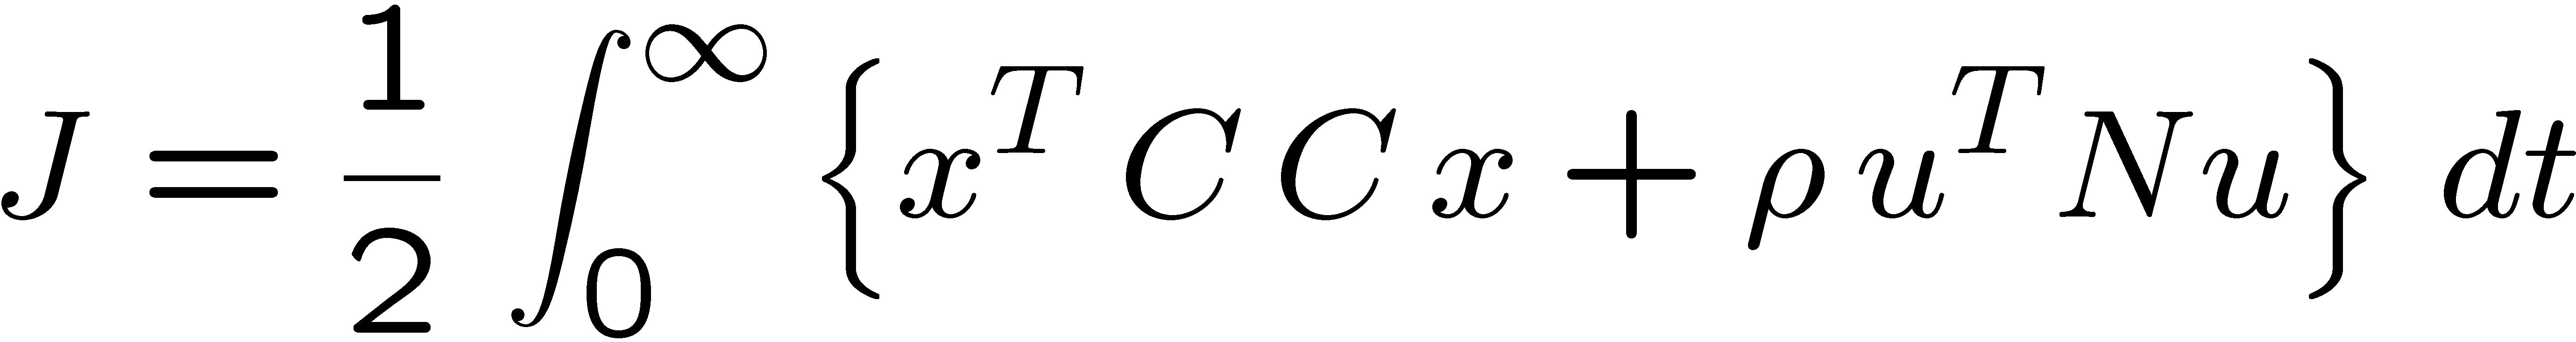 J = \frac{1}{2} \int_0^\infty \left\{ x^T C C x + \rho u^T N u \right\} dt